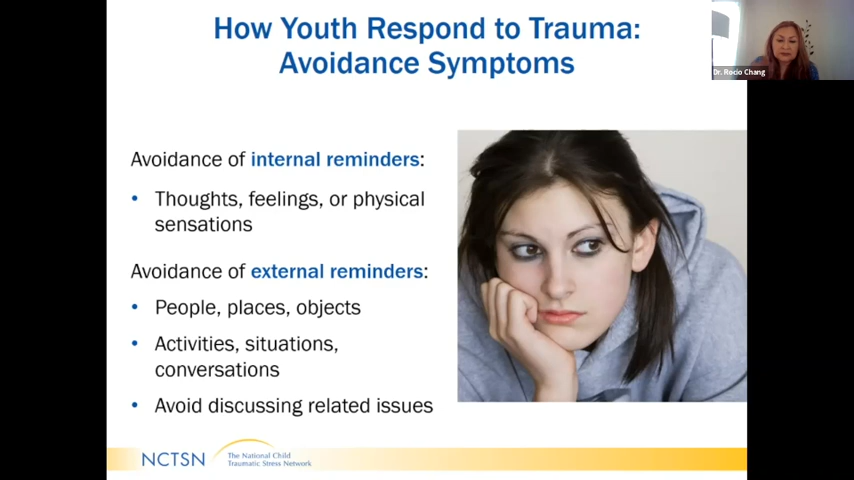 How Youth Respond to Trauma:
Avoidance Symptoms
Dr. Rocio Chang
Avoidance of internal reminders:
• Thoughts, feelings, or physical
sensations
Avoidance of external reminders:
• People, places, objects
• Activities, situations,
conversations
• Avoid discussing related issues
NCTSN
The National Child
Traumatic Stress Network